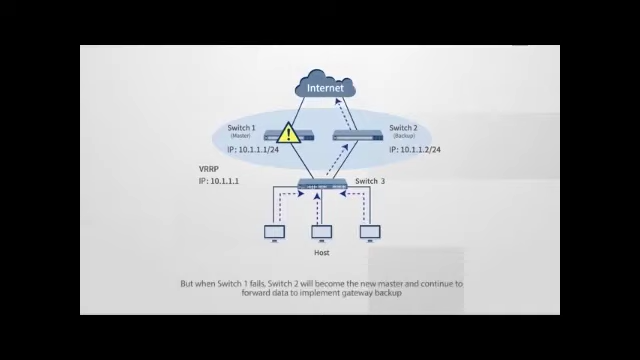 Internet
Switch 1
(Master)
IP: 10.1.1.1/24
Switch 2
(Backup)
IP: 10.1.1.2/24
VRRP
IP: 10.1.1.1
Switch 3
Host
But when Switch 1 fails, Switch 2 will become the new master and continue to
forward data to implement gateway backup